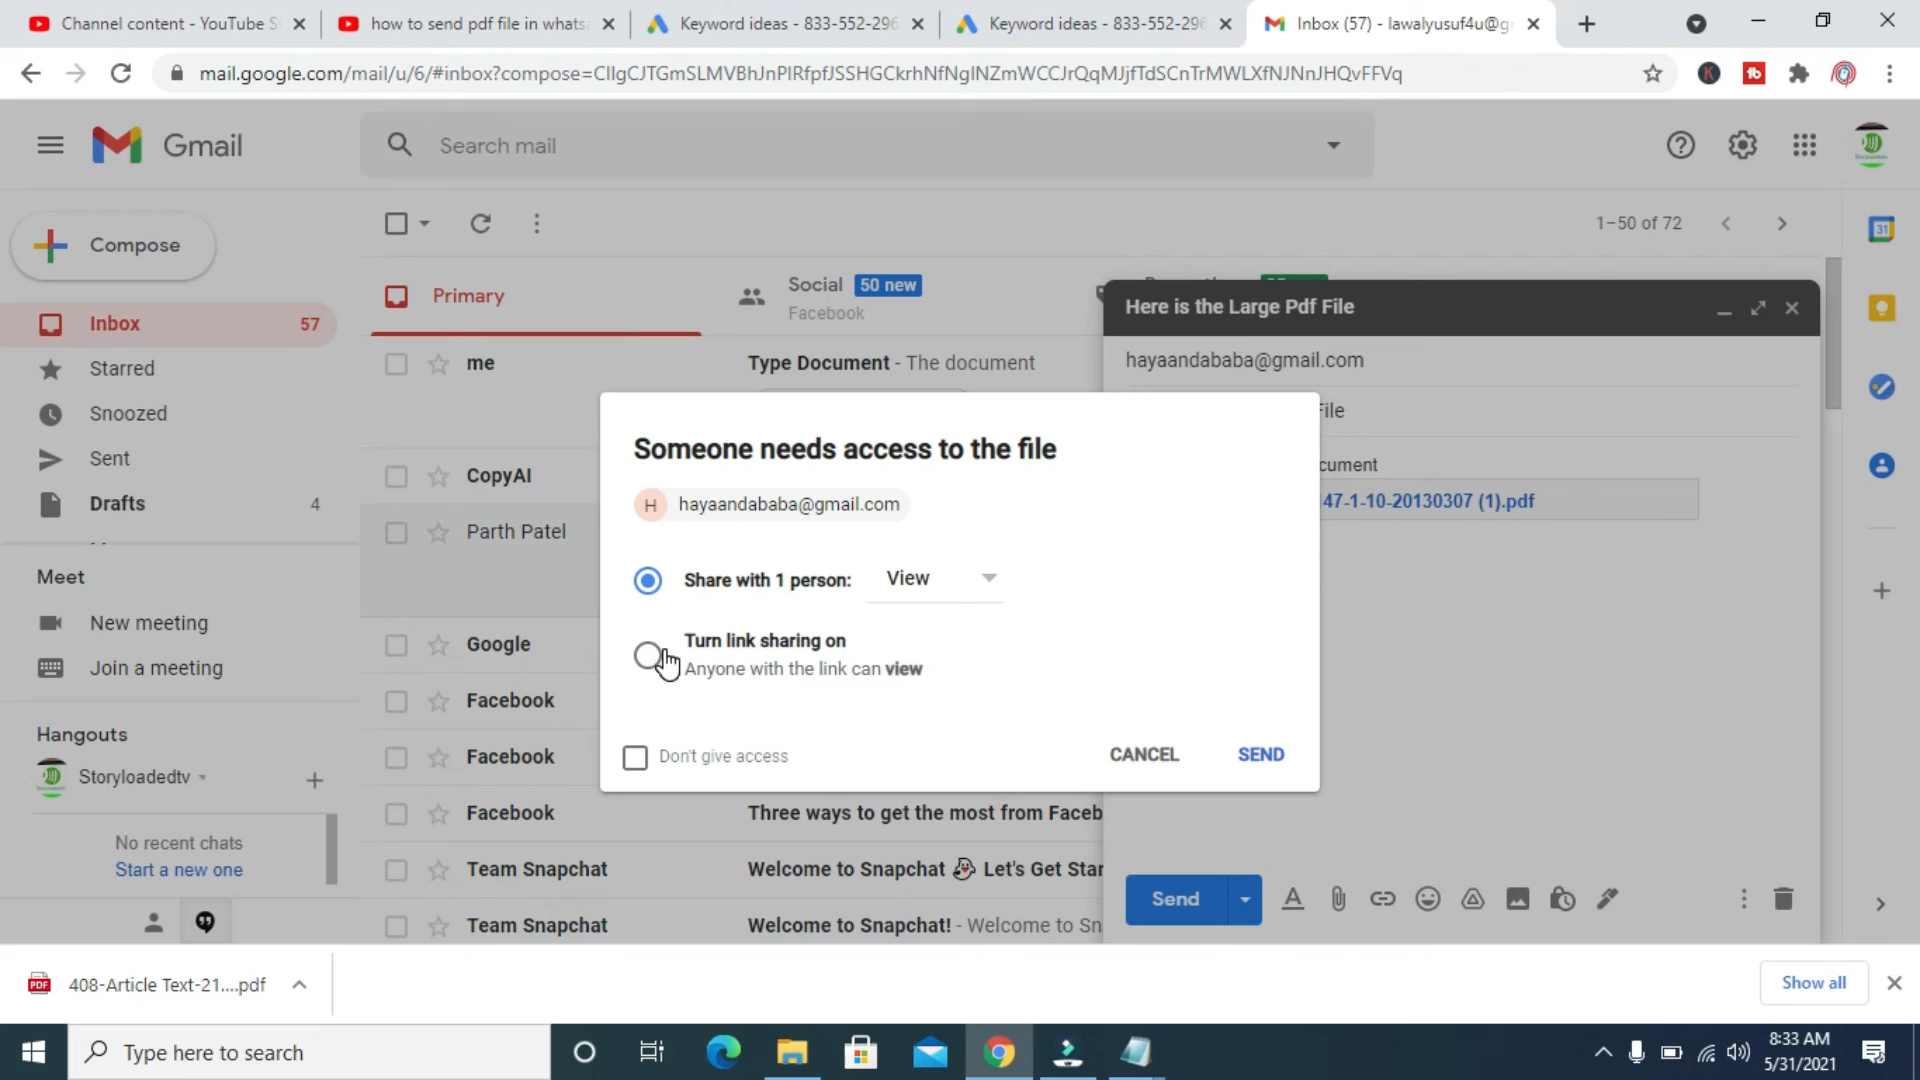 Channel content - YouTube S
how to send pdf file in whats
Keyword ideas - 833-552-296
Keyword ideas - 833-552-296
Inbox (57) - lawalyusuf4u@g
mail.google.com/mail/u/6/#inbox?compose=CllgCJTGmSLMVBhJnPlRfpfJSSHGCkrhNfNglNZmWCCJrQqMJjfTdSCnTrMWLXfNJNnJHQvFFVq
Gmail
Search mail
Compose
1–50 of 72
Primary
Social 50 new
Facebook
Inbox 57
Starred
Snoozed
Sent
Drafts 4
Meet
New meeting
Join a meeting
Hangouts
Storyloadedtv
No recent chats
Start a new one
me Type Document - The document
CopyAI
Parth Patel
Google
Facebook
Facebook
Facebook Three ways to get the most from Faceb
Team Snapchat Welcome to Snapchat 👻 Let's Get Star
Team Snapchat Welcome to Snapchat! - Welcome to Sn
Here is the Large Pdf File
hayaandababa@gmail.com
File
cument
47-1-10-20130307 (1).pdf
Send
Someone needs access to the file
H hayaandababa@gmail.com
Share with 1 person: View
Turn link sharing on
Anyone with the link can view
Don't give access
CANCEL SEND
31
PDF 408-Article Text-21....pdf
Show all
Type here to search
8:33 AM
5/31/2021